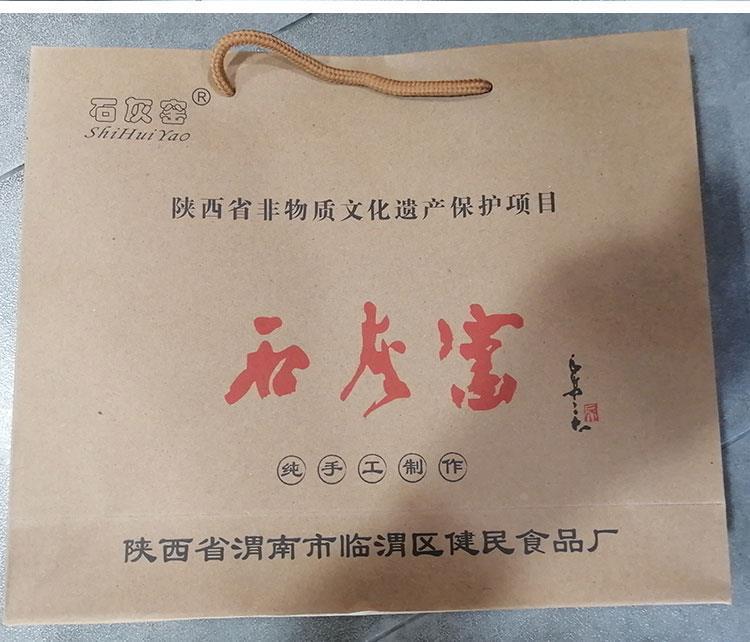 石灰窑®
ShiHuiYao
陕西省非物质文化遗产保护项目
石灰窑
纯手工制作
陕西省渭南市临渭区健民食品厂